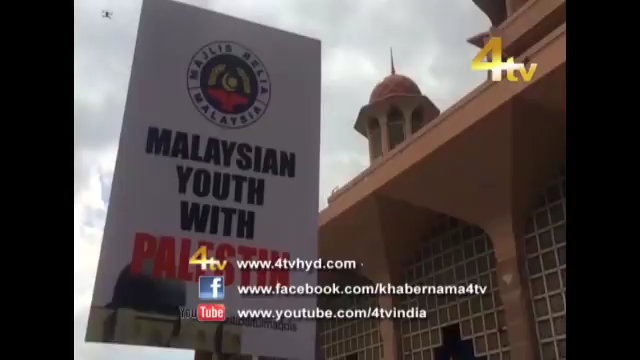 4tv
MAJLIS BELIA
MALAYSIA
MALAYSIAN
YOUTH
WITH
PALESTIN
4tv www.4tvhyd.com
f www.facebook.com/khabernama4tv
YouTube www.youtube.com/4tvindia